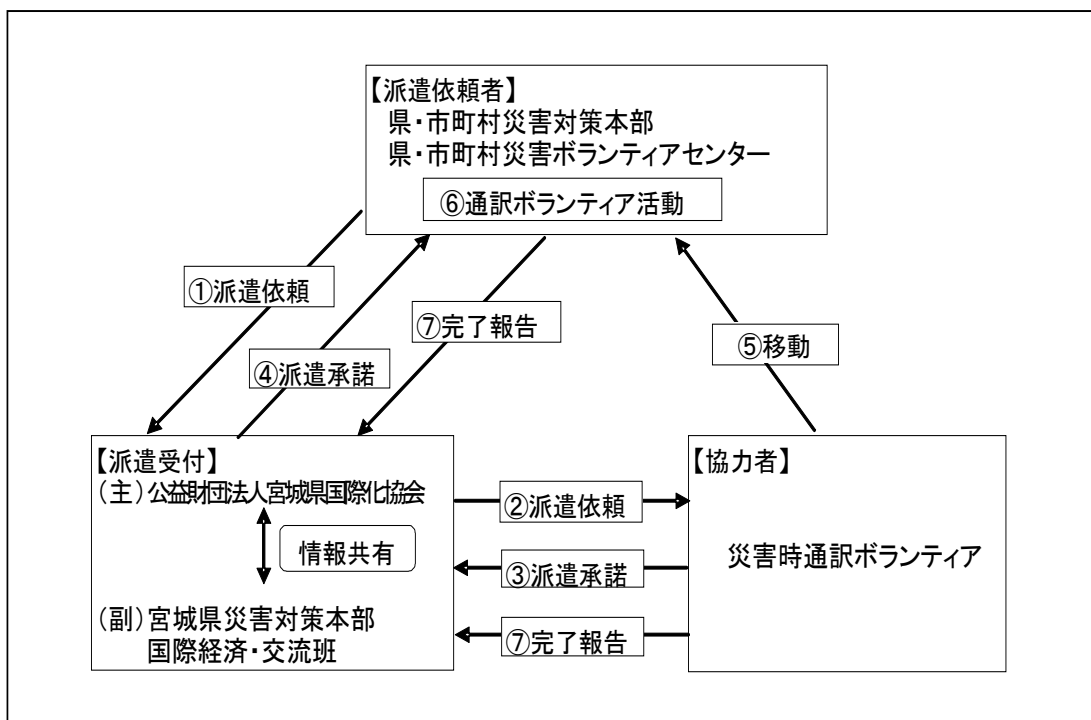 【派遣依頼者】
県・市町村災害対策本部
県・市町村災害ボランティアセンター
⑥通訳ボランティア活動
①派遣依頼
⑦完了報告
⑤移動
④派遣承諾
【派遣受付】
(主)公益財団法人宮城県国際化協会
情報共有
(副)宮城県災害対策本部
国際経済・交流班
②派遣依頼
③派遣承諾
⑦完了報告
【協力者】
災害時通訳ボランティア